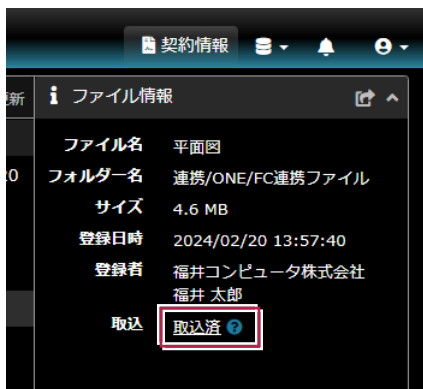 契約情報
更新
ファイル情報
ファイル名 平面図
フォルダー名 連携/ONE/FC連携ファイル
サイズ 4.6 MB
登録日時 2024/02/20 13:57:40
登録者 福井コンピュータ株式会社
福井 太郎
取込 取込済